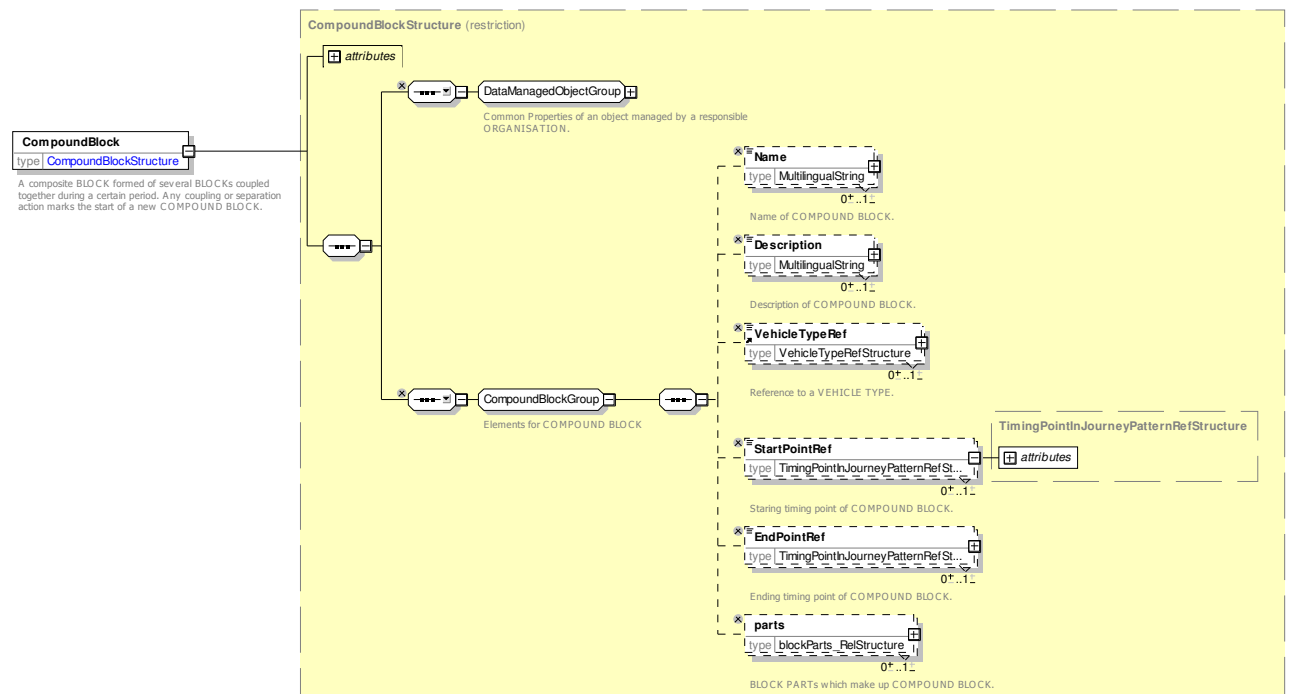 CompoundBlockStructure (restriction)
attributes
DataManagedObjectGroup
Common Properties of an object managed by a responsible
ORGANISATION.
CompoundBlock
type CompoundBlockStructure
A composite BLOCK formed of several BLOCKs coupled
together during a certain period. Any coupling or separation
action marks the start of a new COMPOUND BLOCK.
Name
type MultilingualString
0..1
Name of COMPOUND BLOCK.
Description
type MultilingualString
0..1
Description of COMPOUND BLOCK.
VehicleTypeRef
type VehicleTypeRefStructure
0..1
Reference to a VEHICLE TYPE.
CompoundBlockGroup
Elements for COMPOUND BLOCK
StartPointRef
type TimingPointInJourneyPatternRefSt...
0..1
Staring timing point of COMPOUND BLOCK.
TimingPointInJourneyPatternRefStructure
attributes
EndPointRef
type TimingPointInJourneyPatternRefSt...
0..1
Ending timing point of COMPOUND BLOCK.
parts
type blockParts_RelStructure
0..1
BLOCK PARTs which make up COMPOUND BLOCK.